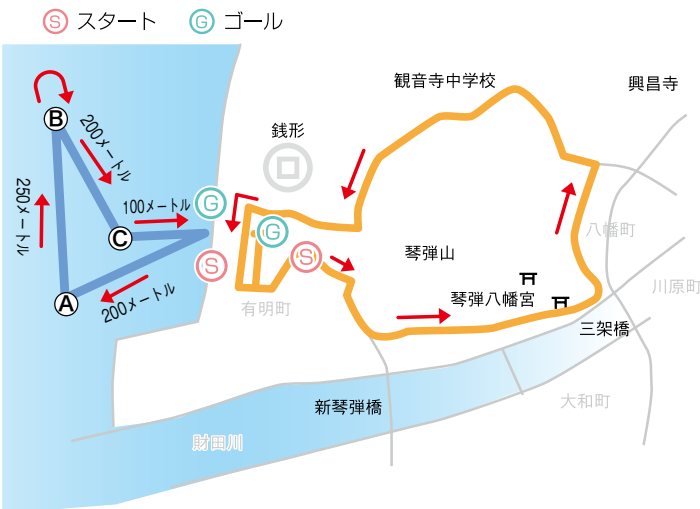 S スタート G ゴール
観音寺中学校
興昌寺
B
200メートル
銭形
250メートル
100メートル
G
C
G
S
S
琴弾山
八幡町
A
200メートル
有明町
琴弾八幡宮
川原町
三架橋
新琴弾橋
大和町
財田川